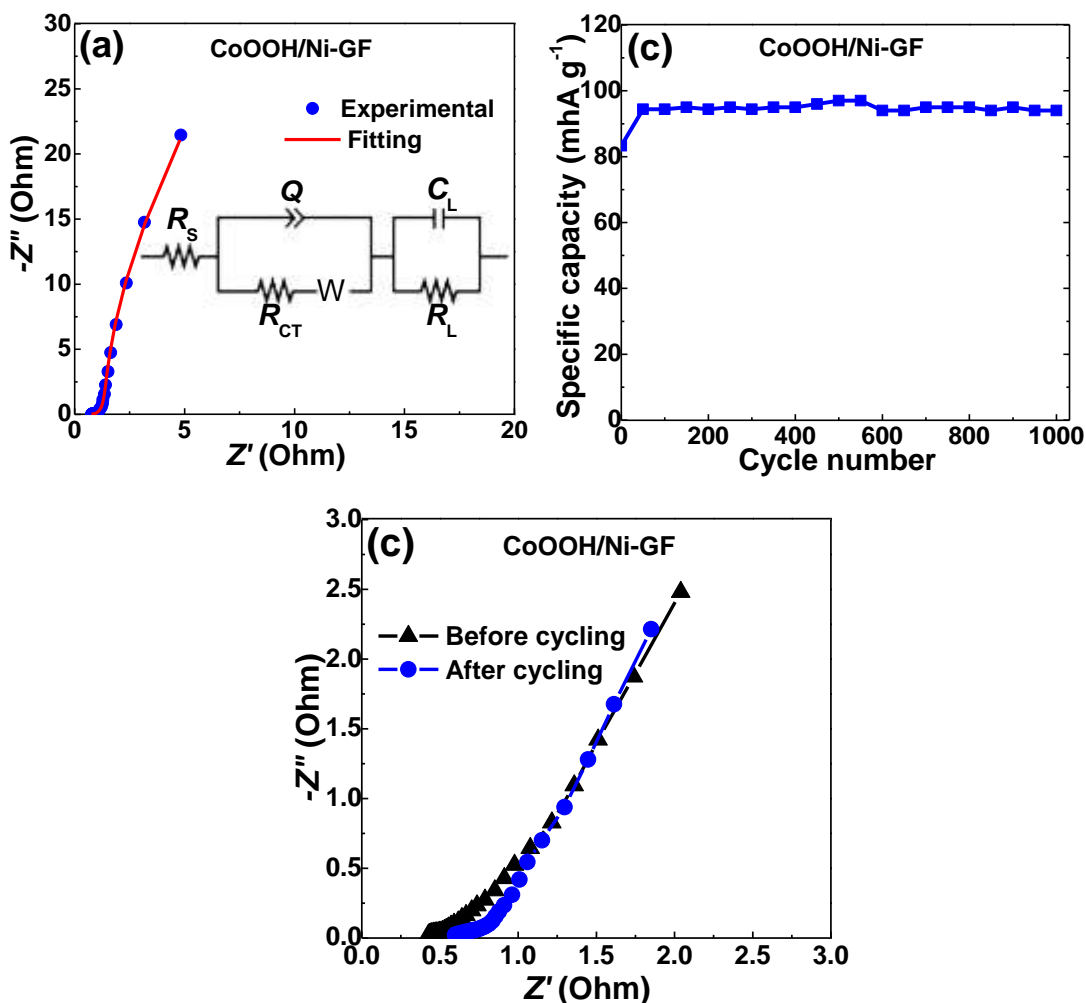 (a)
CoOOH/Ni-GF
Experimental
Fitting
R_S
Q
R_CT
W
C_L
R_L
-Z" (Ohm)
30
25
20
15
10
5
0
0
5
10
15
20
Z' (Ohm)
(c)
CoOOH/Ni-GF
Specific capacity (mhA g⁻¹)
120
100
80
60
40
20
0
0
200
400
600
800
1000
Cycle number
(c)
CoOOH/Ni-GF
Before cycling
After cycling
-Z" (Ohm)
3.0
2.5
2.0
1.5
1.0
0.5
0.0
0.0
0.5
1.0
1.5
2.0
2.5
3.0
Z' (Ohm)